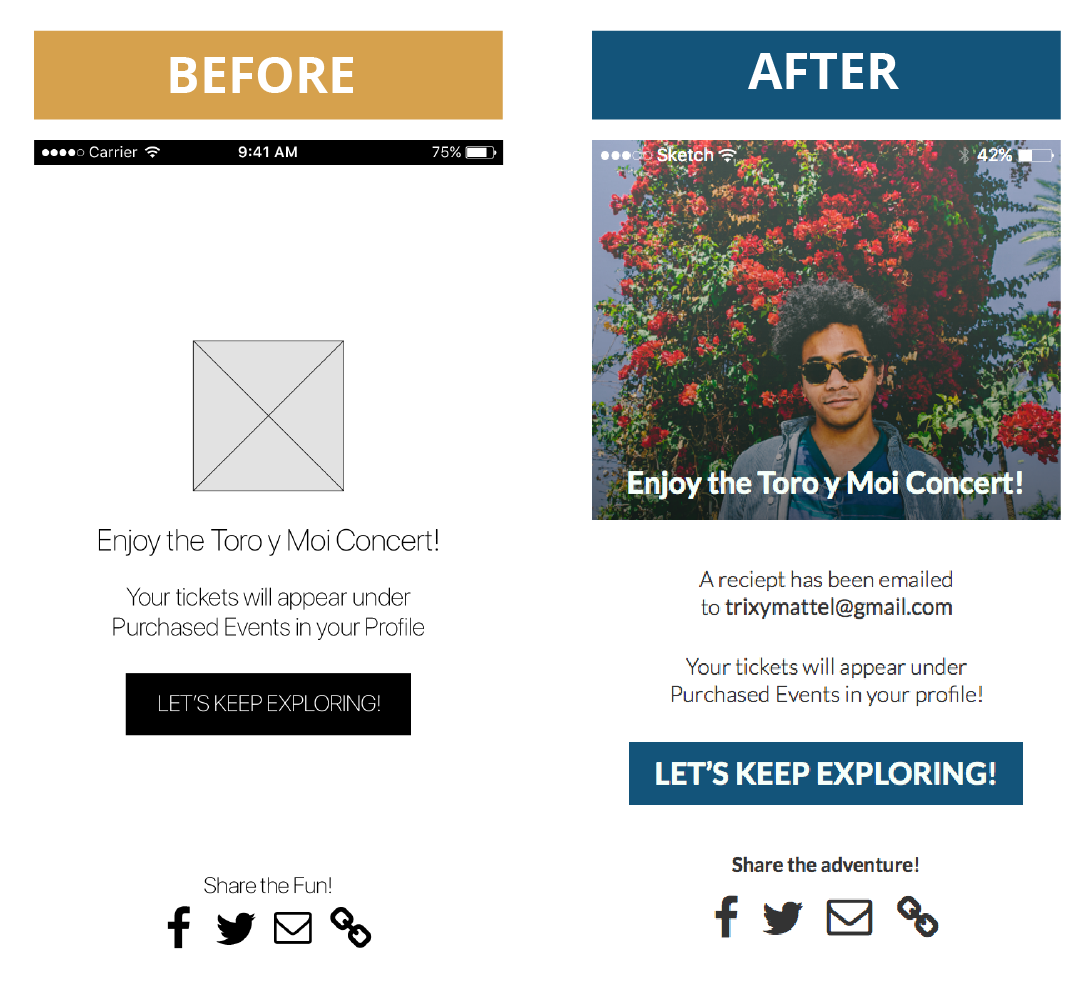 BEFORE
Carrier 9:41 AM 75%
Enjoy the Toro y Moi Concert!
Your tickets will appear under
Purchased Events in your Profile
LET'S KEEP EXPLORING!
Share the Fun!
AFTER
Sketch 42%
Enjoy the Toro y Moi Concert!
A reciept has been emailed
to trixymattel@gmail.com
Your tickets will appear under
Purchased Events in your profile!
LET'S KEEP EXPLORING!
Share the adventure!